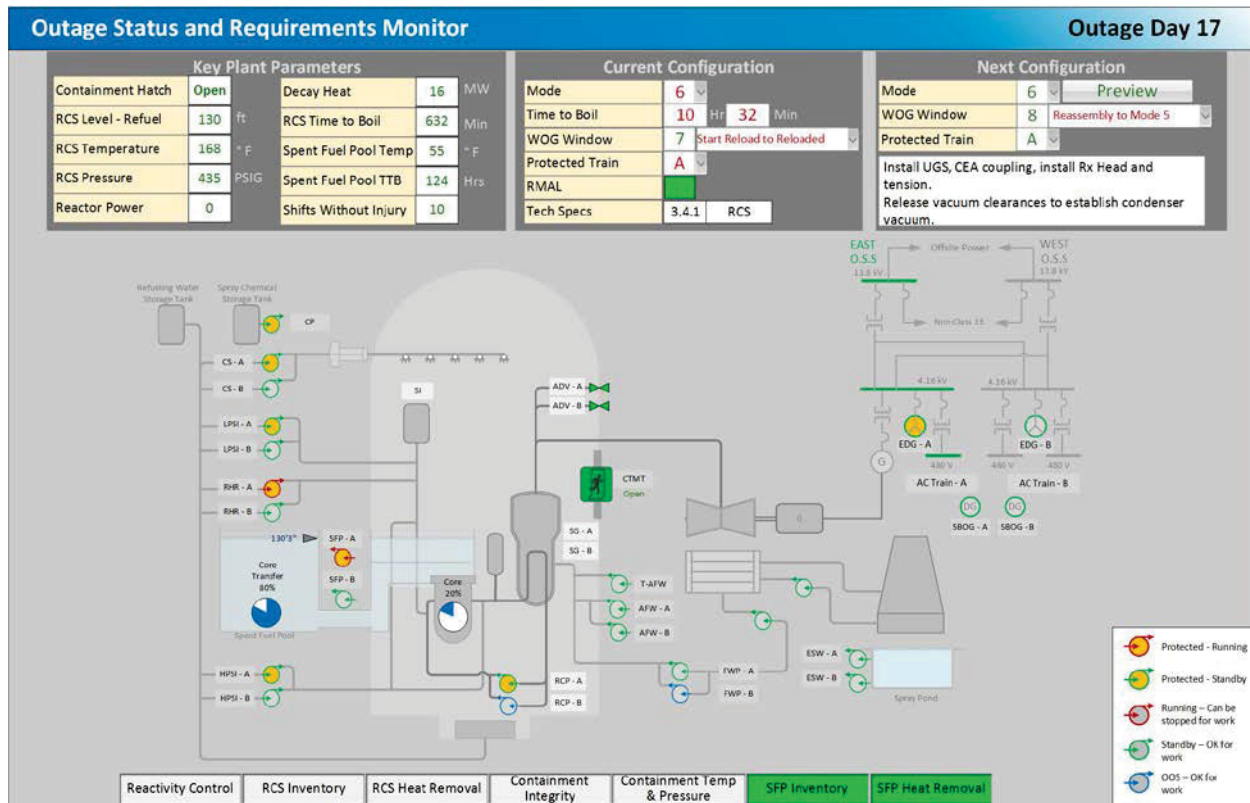 Outage Status and Requirements Monitor
Outage Day 17
Key Plant Parameters
Containment Hatch Open
RCS Level - Refuel 130 ft
RCS Temperature 168 ° F
RCS Pressure 435 PSIG
Reactor Power 0
Decay Heat 16 MW
RCS Time to Boil 632 Min
Spent Fuel Pool Temp 55 ° F
Spent Fuel Pool TTB 124 Hrs
Shifts Without Injury 10
Current Configuration
Mode 6
Time to Boil 10 Hr 32 Min
WOG Window 7 Start Reload to Reloaded
Protected Train A
RMAL
Tech Specs 3.4.1 RCS
Next Configuration
Mode 6 Preview
WOG Window 8 Reassembly to Mode 5
Protected Train A
Install UGS, CEA coupling, install Rx Head and
tension.
Release vacuum clearances to establish condenser
vacuum.
EAST
O.S.S
13.8 kV
Offsite Power
WEST
O.S.S
13.8 kV
Non-Class 1E
Refueling Water
Storage Tank
Spray Chemical
Storage Tank
CP
CS - A
CS - B
SI
LPSI - A
LPSI - B
RHR - A
RHR - B
ADV - A
ADV - B
CTMT
Open
4.16 kV
4.16 kV
EDG - A
EDG - B
G
480 V
480 V
480 V
AC Train - A
AC Train - B
DG
DG
SBOG - A
SBOG - B
130'3"
SFP - A
SFP - B
Core
Transfer
80%
Spent Fuel Pool
Core
20%
SG - A
SG - B
0
T-AFW
AFW - A
AFW - B
HPSI - A
HPSI - B
RCP - A
RCP - B
FWP - A
FWP - B
ESW - A
ESW - B
Spray Pond
Protected - Running
Protected - Standby
Running – Can be
stopped for work
Standby – OK for
work
OOS – OK for
work
Reactivity Control
RCS Inventory
RCS Heat Removal
Containment
Integrity
Containment Temp
& Pressure
SFP Inventory
SFP Heat Removal